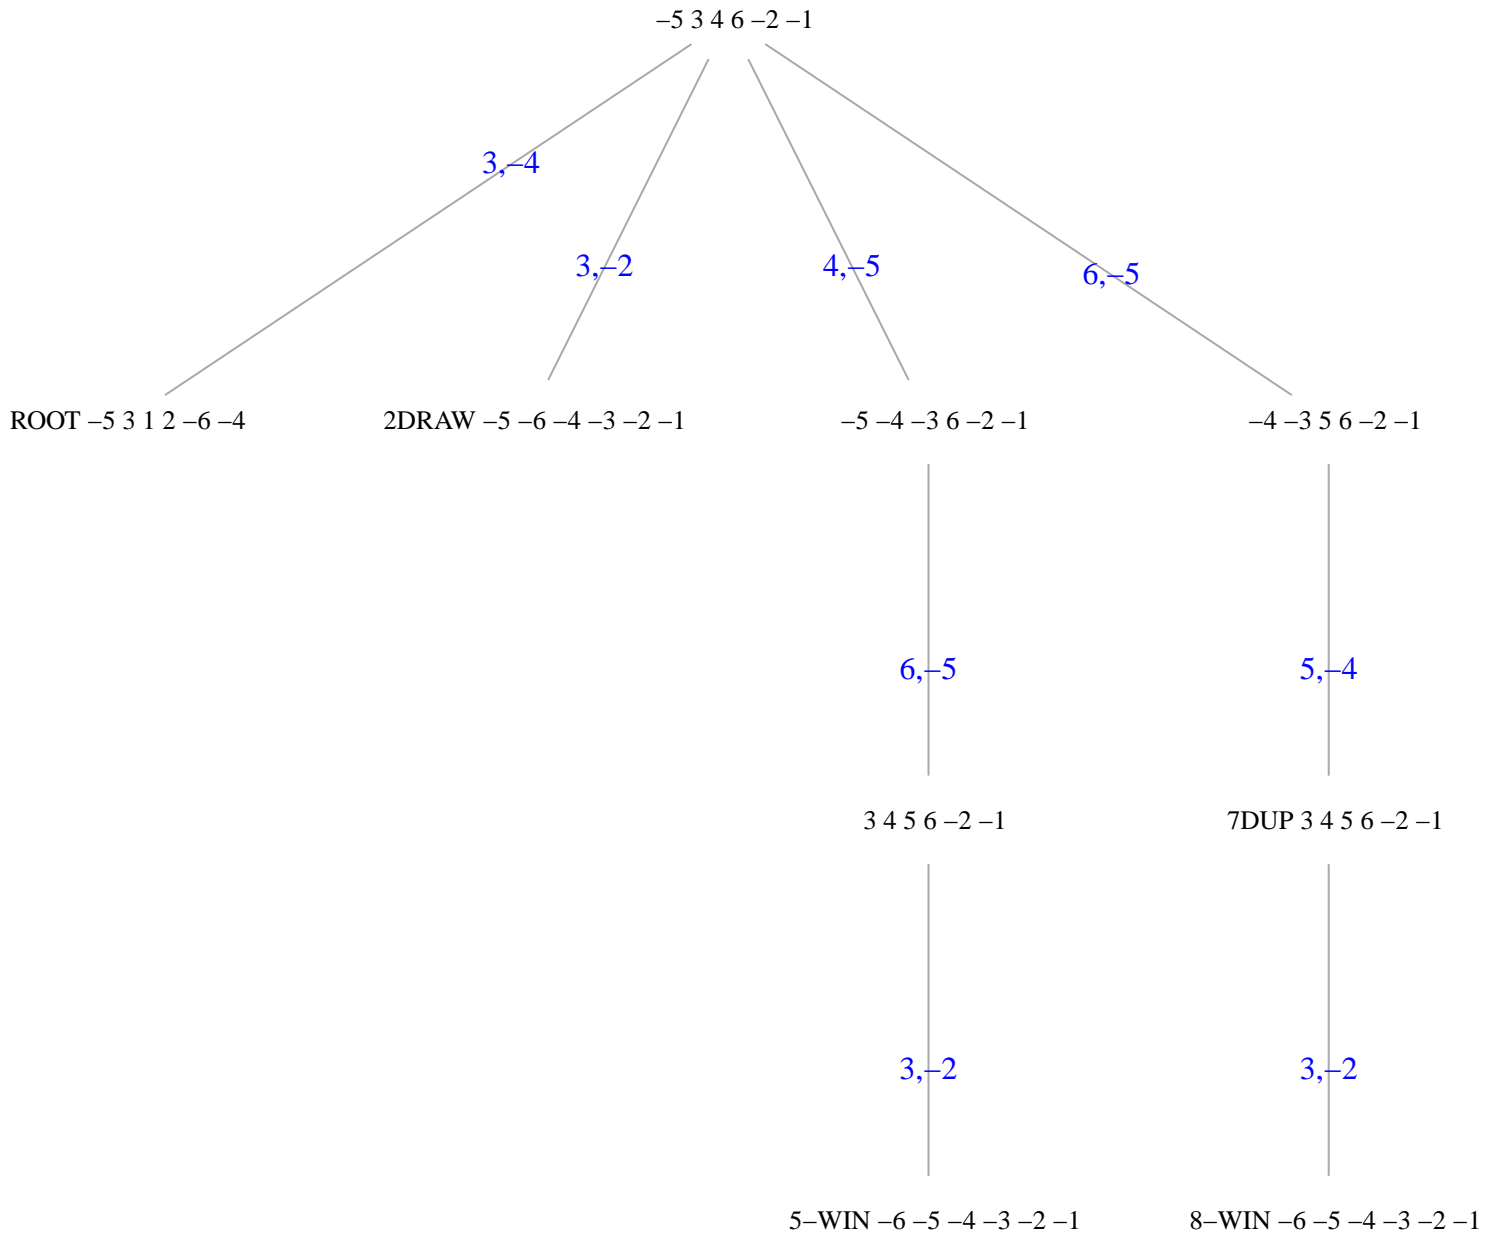 –5 3 4 6 –2 –1
3,–4
3,–2
4,–5
6,–5
ROOT –5 3 1 2 –6 –4
2DRAW –5 –6 –4 –3 –2 –1
–5 –4 –3 6 –2 –1
–4 –3 5 6 –2 –1
6,–5
5,–4
3 4 5 6 –2 –1
7DUP 3 4 5 6 –2 –1
3,–2
3,–2
5–WIN –6 –5 –4 –3 –2 –1
8–WIN –6 –5 –4 –3 –2 –1